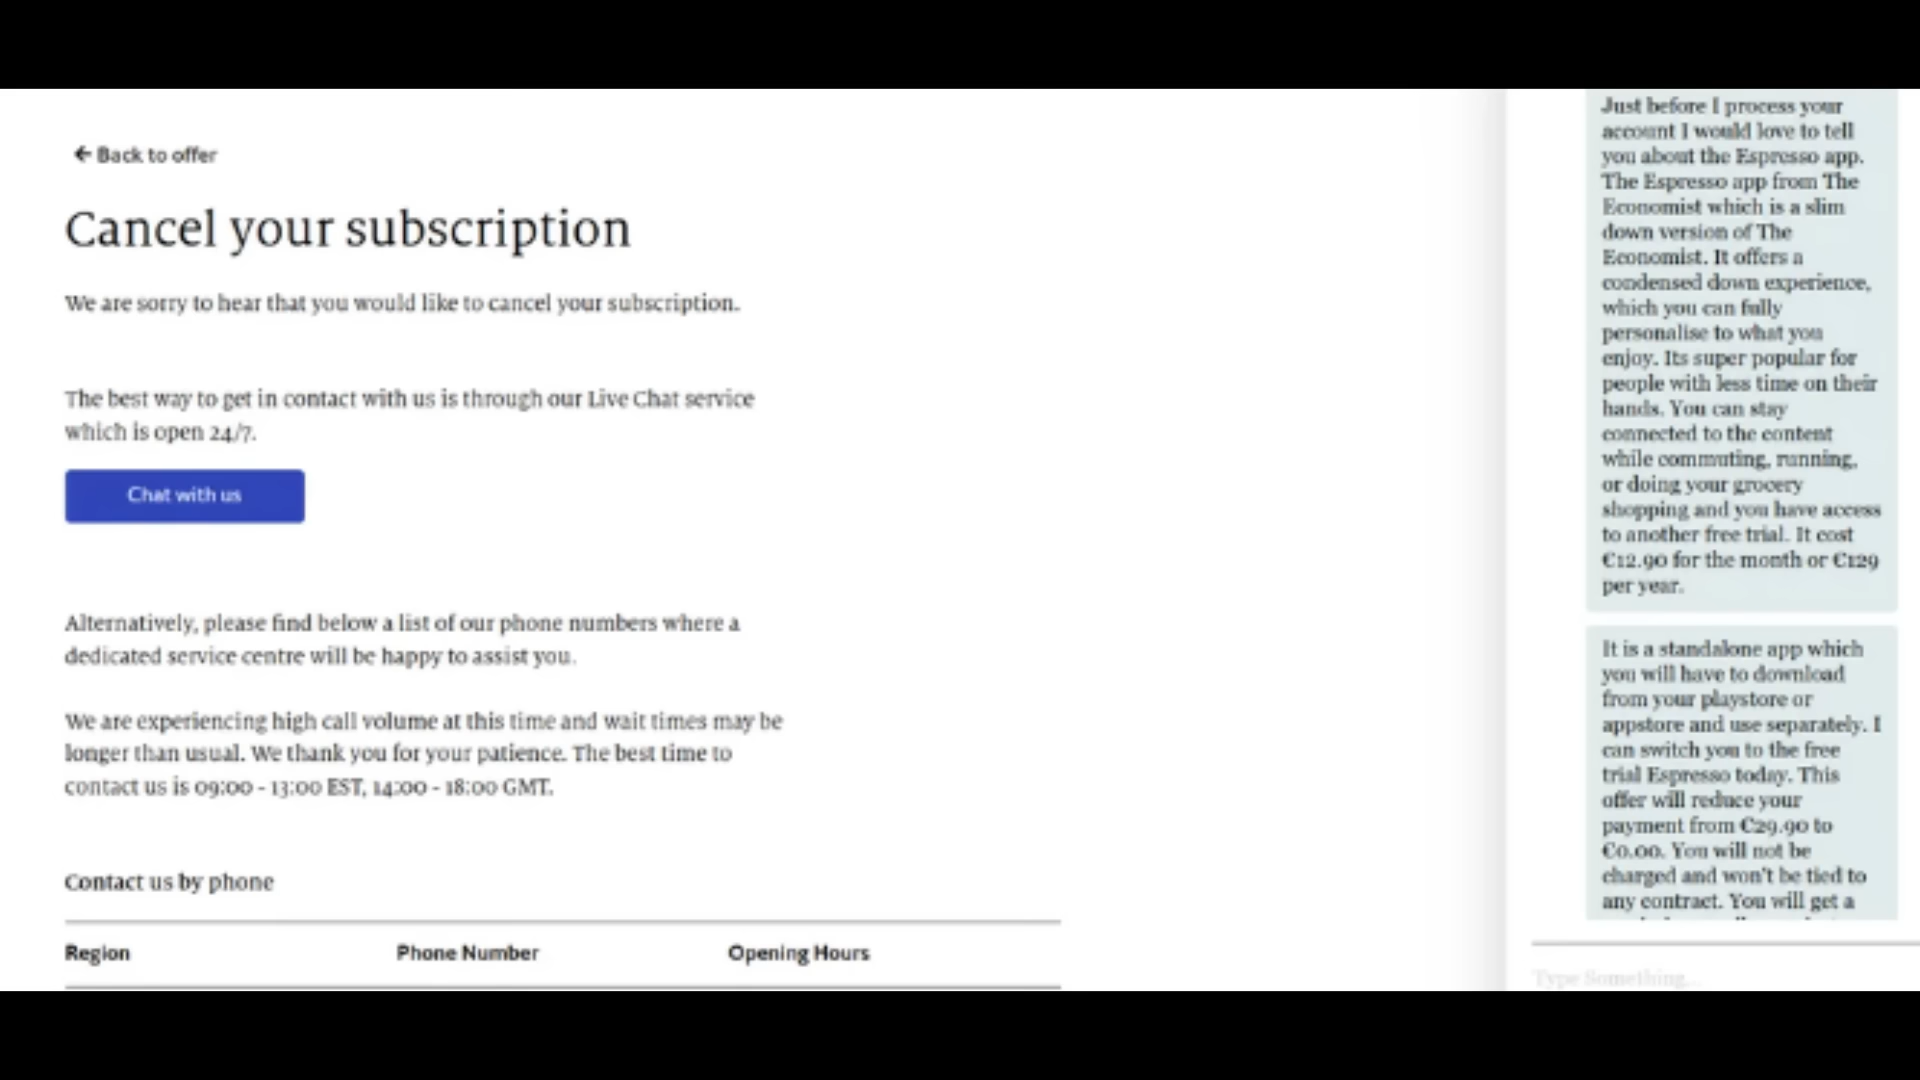 ← Back to offer
Cancel your subscription
We are sorry to hear that you would like to cancel your subscription.
The best way to get in contact with us is through our Live Chat service
which is open 24/7.
Chat with us
Alternatively, please find below a list of our phone numbers where a
dedicated service centre will be happy to assist you.
We are experiencing high call volume at this time and wait times may be
longer than usual. We thank you for your patience. The best time to
contact us is 09:00 - 13:00 EST, 14:00 - 18:00 GMT.
Contact us by phone
Region Phone Number Opening Hours
Just before I process your
account I would love to tell
you about the Espresso app.
The Espresso app from The
Economist which is a slim
down version of The
Economist. It offers a
condensed down experience,
which you can fully
personalise to what you
enjoy. Its super popular for
people with less time on their
hands. You can stay
connected to the content
while commuting, running,
or doing your grocery
shopping and you have access
to another free trial. It cost
€12.90 for the month or €129
per year.
It is a standalone app which
you will have to download
from your playstore or
appstore and use separately. I
can switch you to the free
trial Espresso today. This
offer will reduce your
payment from €29.90 to
€0.00. You will not be
charged and won't be tied to
any contract. You will get a
Type Something...